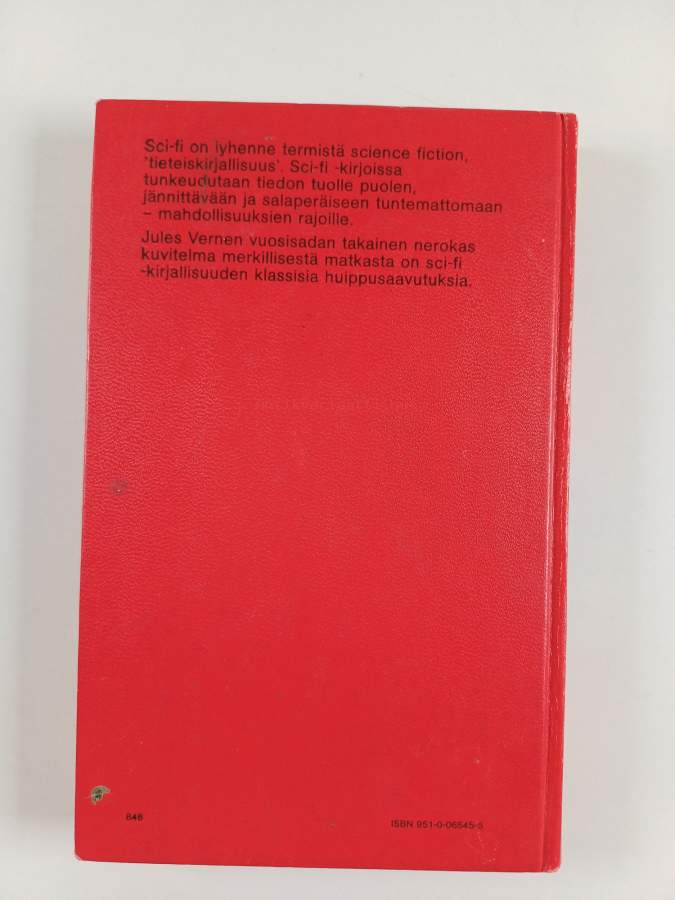 Sci-fi on lyhenne termistä science fiction,
'tieteiskirjallisuus'. Sci-fi -kirjoissa
tunkeudutaan tiedon tuolle puolen,
jännittävään ja salaperäiseen tuntemattomaan
– mahdollisuuksien rajoille.
Jules Vernen vuosisadan takainen nerokas
kuvitelma merkillisestä matkasta on sci-fi
-kirjallisuuden klassisia huippusaavutuksia.
846
ISBN 951-0-06545-5